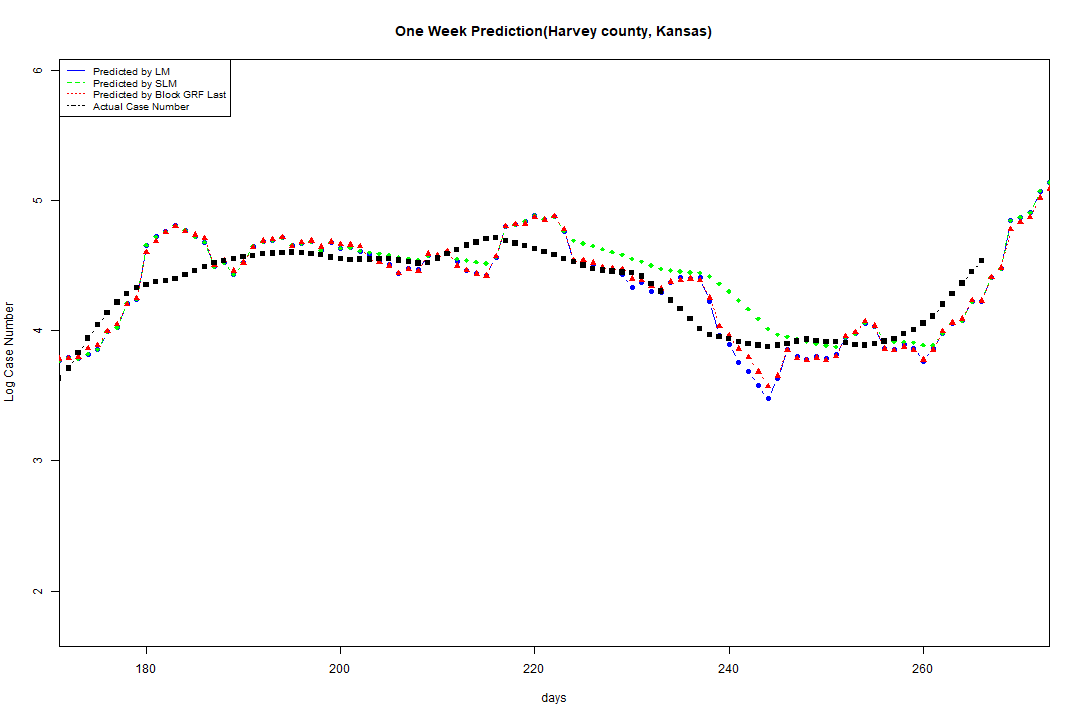 One Week Prediction(Harvey county, Kansas)
Predicted by LM
Predicted by SLM
Predicted by Block GRF Last
Actual Case Number
6
5
4
3
2
Log Case Number
180
200
220
240
260
days